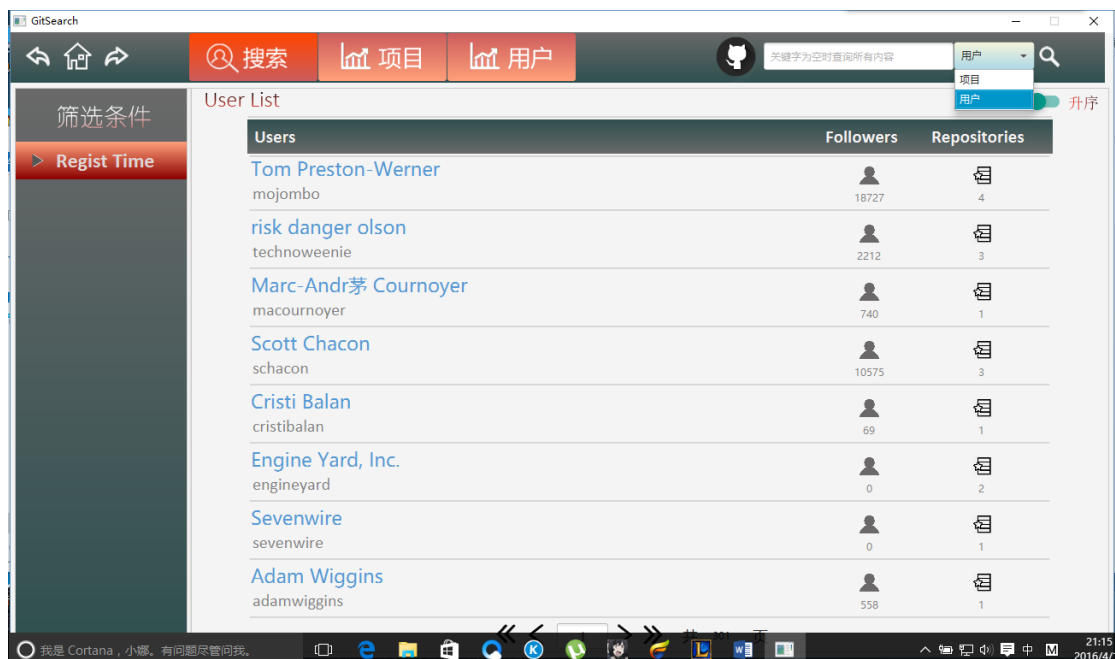 GitSearch
搜索 项目 用户 关键字为空时查询所有内容 用户
项目
用户
筛选条件
Regist Time
User List 升序
Users Followers Repositories
Tom Preston-Werner
mojombo 18727 4
risk danger olson
technoweenie 2212 3
Marc-Andr茅 Cournoyer
macournoyer 740 1
Scott Chacon
schacon 10575 3
Cristi Balan
cristibalan 69 1
Engine Yard, Inc.
engineyard 0 2
Sevenwire
sevenwire 0 1
Adam Wiggins
adamwiggins 558 1
共 301 页
我是 Cortana，小娜。有问题尽管问我。 中 M 21:15
2016/4/